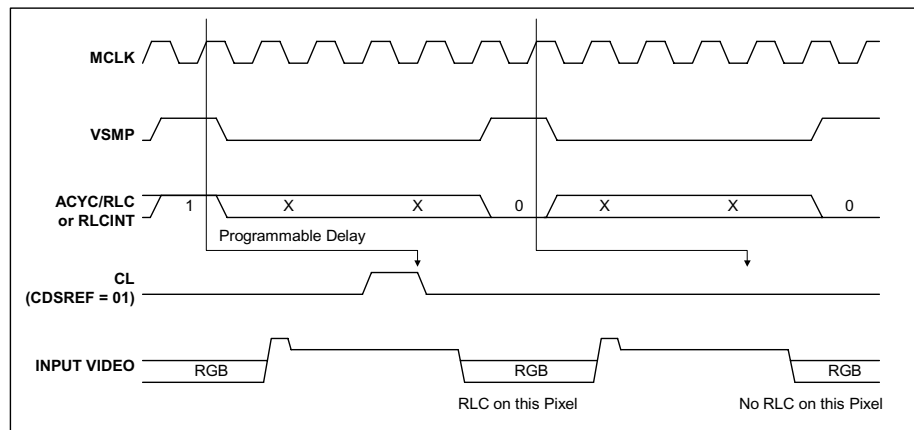 MCLK
VSMP
ACYC/RLC
or RLCINT
1 X X 0 X X 0
Programmable Delay
CL
(CDSREF = 01)
INPUT VIDEO
RGB RGB RGB
RLC on this Pixel No RLC on this Pixel